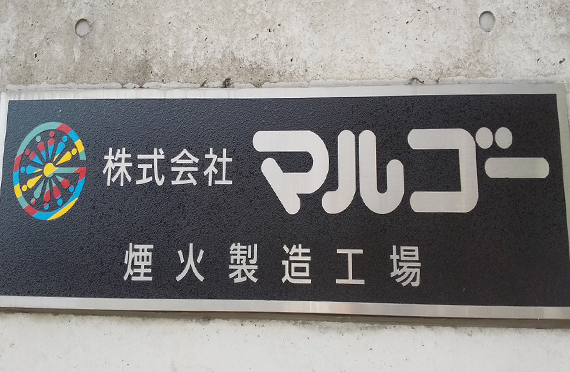 株式会社 マルゴー
煙火製造工場